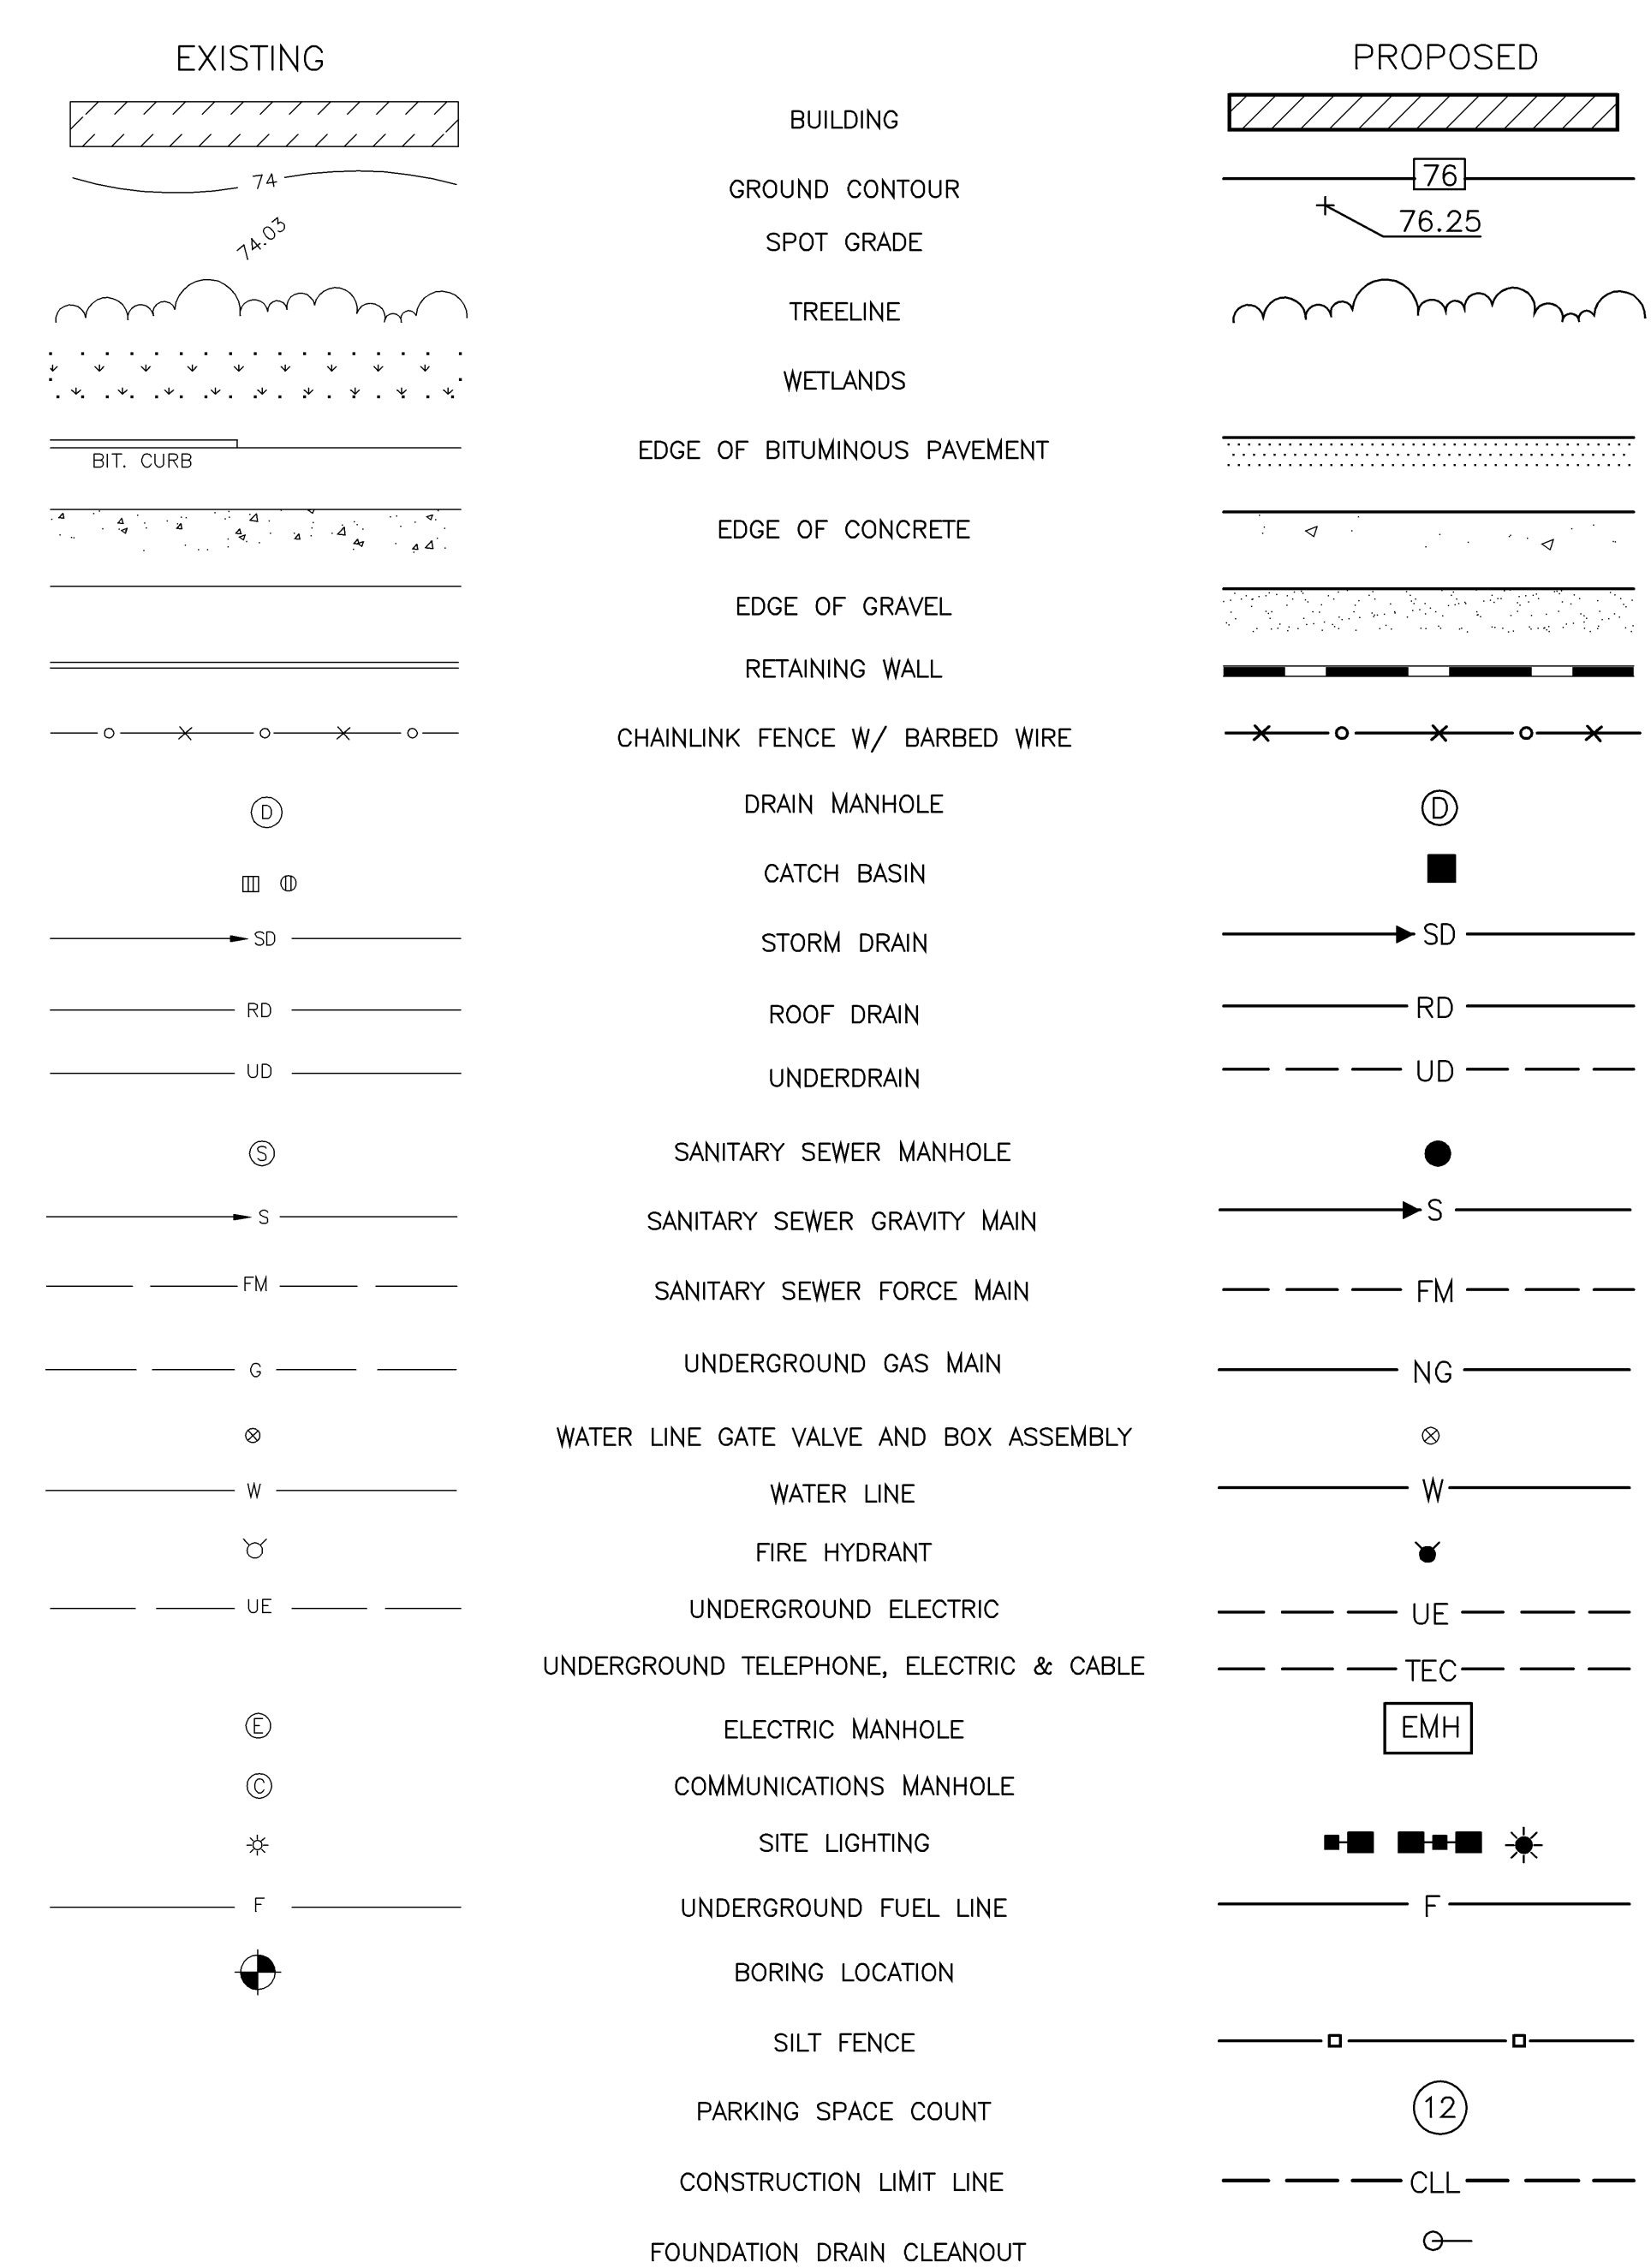 EXISTING PROPOSED
BUILDING
74 GROUND CONTOUR 76
74.03 SPOT GRADE 76.25
TREELINE
WETLANDS
EDGE OF BITUMINOUS PAVEMENT
BIT. CURB
EDGE OF CONCRETE
EDGE OF GRAVEL
RETAINING WALL
CHAINLINK FENCE W/ BARBED WIRE
D DRAIN MANHOLE D
CATCH BASIN
SD STORM DRAIN SD
RD ROOF DRAIN RD
UD UNDERDRAIN UD
S SANITARY SEWER MANHOLE
S SANITARY SEWER GRAVITY MAIN S
FM SANITARY SEWER FORCE MAIN FM
G UNDERGROUND GAS MAIN NG
WATER LINE GATE VALVE AND BOX ASSEMBLY
W WATER LINE W
FIRE HYDRANT
UE UNDERGROUND ELECTRIC UE
UNDERGROUND TELEPHONE, ELECTRIC & CABLE TEC
E ELECTRIC MANHOLE EMH
C COMMUNICATIONS MANHOLE
SITE LIGHTING
F UNDERGROUND FUEL LINE F
BORING LOCATION
SILT FENCE
PARKING SPACE COUNT 12
CONSTRUCTION LIMIT LINE CLL
FOUNDATION DRAIN CLEANOUT